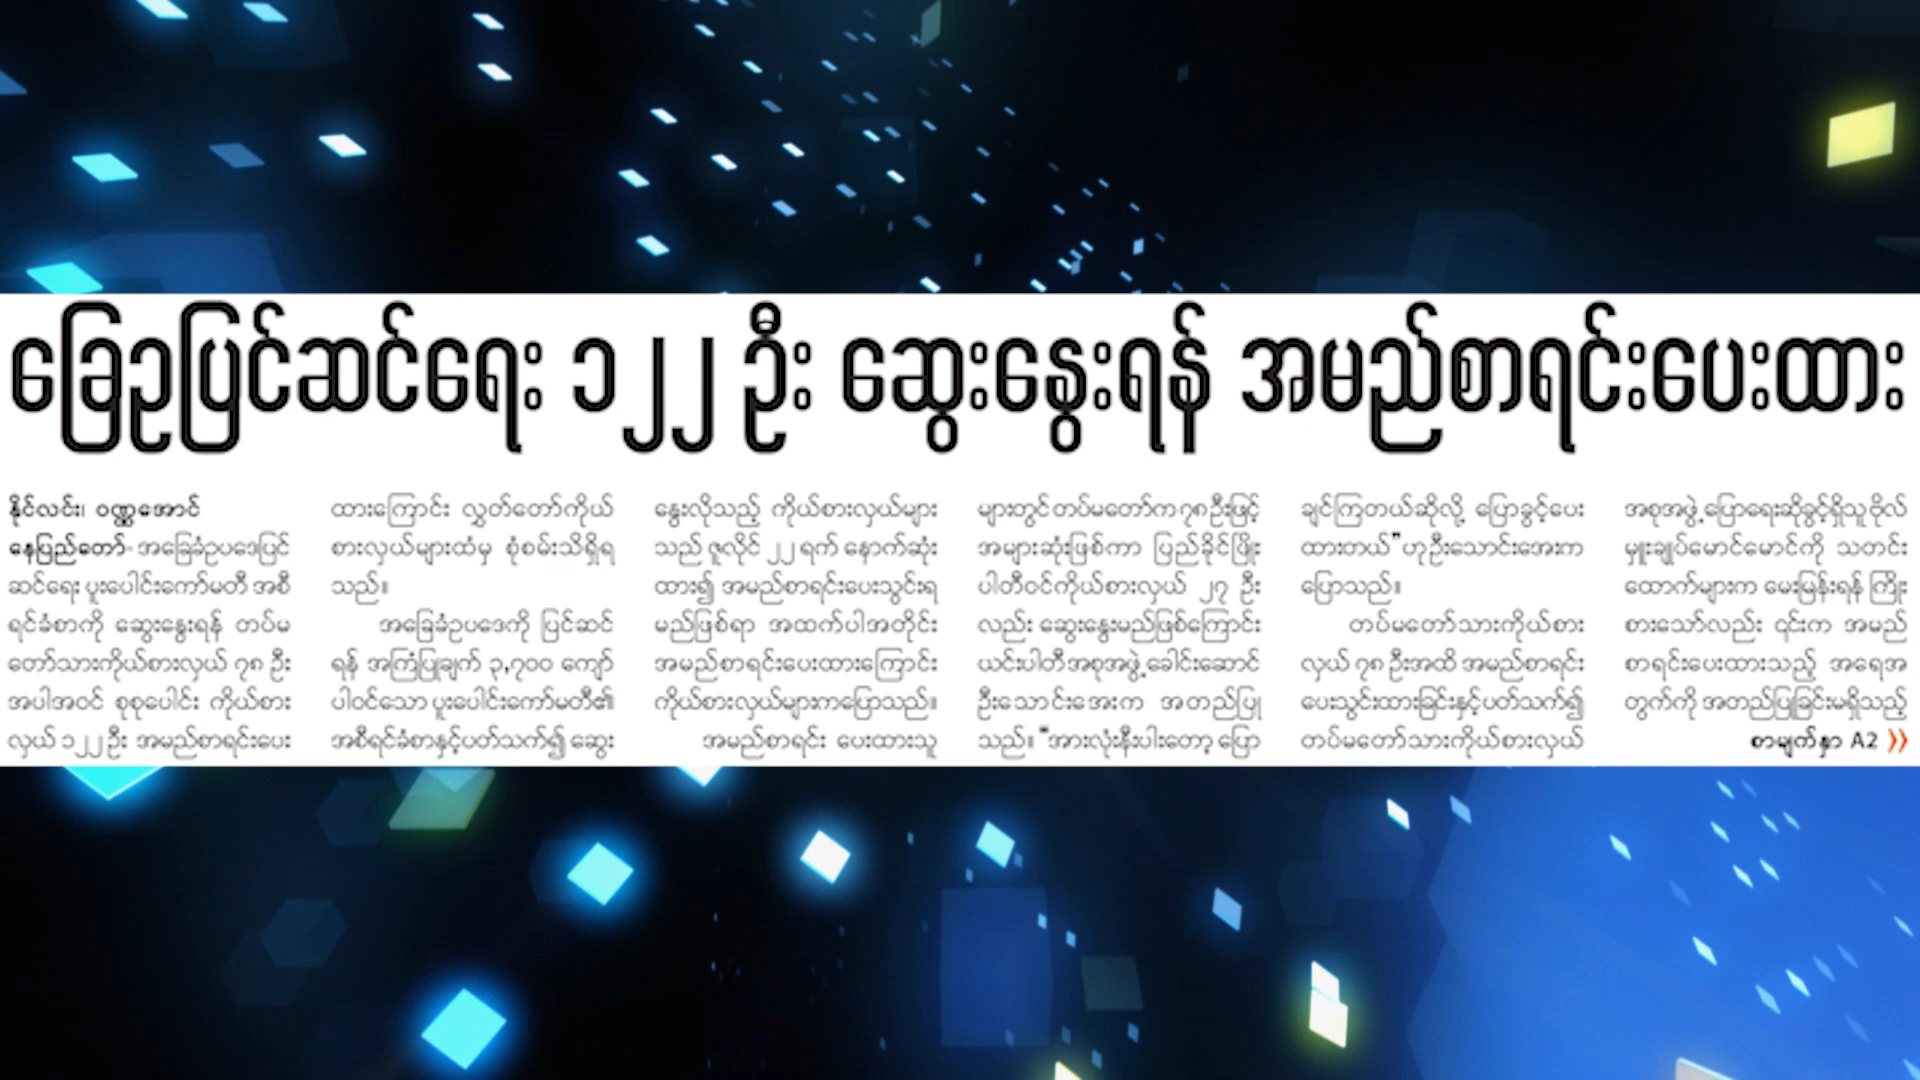 ခြေဥပြင်ဆင်ရေး ၁၂၂ ဦး ဆွေးနွေးရန် အမည်စာရင်းပေးထား
နိုင်လင်း၊ ဝဏ္ဏအောင်
နေပြည်တော်- အခြေခံဥပဒေပြင်
ဆင်ရေး ပူးပေါင်းကော်မတီ အစီ
ရင်ခံစာကို ဆွေးနွေးရန် တပ်မ
တော်သားကိုယ်စားလှယ် ၇၈ ဦး
အပါအဝင် စုစုပေါင်း ကိုယ်စား
လှယ် ၁၂၂ ဦး အမည်စာရင်းပေး
ထားကြောင်း လွှတ်တော်ကိုယ်
စားလှယ်များထံမှ စုံစမ်းသိရှိရ
သည်။
အခြေခံဥပဒေကို ပြင်ဆင်
ရန် အကြံပြုချက် ၃,၇၀၀ ကျော်
ပါဝင်သော ပူးပေါင်းကော်မတီ၏
အစီရင်ခံစာနှင့်ပတ်သက်၍ ဆွေး
နွေးလိုသည့် ကိုယ်စားလှယ်များ
သည် ဇူလိုင် ၂၂ ရက် နောက်ဆုံး
ထား၍ အမည်စာရင်းပေးသွင်းရ
မည်ဖြစ်ရာ အထက်ပါအတိုင်း
အမည်စာရင်းပေးထားကြောင်း
ကိုယ်စားလှယ်များကပြောသည်။
အမည်စာရင်း ပေးထားသူ
များတွင် တပ်မတော်က ၇၈ ဦးဖြင့်
အများဆုံးဖြစ်ကာ ပြည်ခိုင်ဖြိုး
ပါတီဝင်ကိုယ်စားလှယ် ၂၇ ဦး
လည်း ဆွေးနွေးမည်ဖြစ်ကြောင်း
ယင်းပါတီအစုအဖွဲ့ခေါင်းဆောင်
ဦးသောင်းအေးက အတည်ပြု
သည်။ “အားလုံးနီးပါးတော့ ပြော
ချင်ကြတယ်ဆိုလို့ ပြောခွင့်ပေး
ထားတယ်”ဟု ဦးသောင်းအေးက
ပြောသည်။
တပ်မတော်သားကိုယ်စား
လှယ် ၇၈ ဦးအထိ အမည်စာရင်း
ပေးသွင်းထားခြင်းနှင့်ပတ်သက်၍
တပ်မတော်သားကိုယ်စားလှယ်
အစုအဖွဲ့ ပြောရေးဆိုခွင့်ရှိသူ ဗိုလ်
မှူးချုပ်မောင်မောင်ကို သတင်း
ထောက်များက မေးမြန်းရန် ကြိုး
စားသော်လည်း ၎င်းက အမည်
စာရင်းပေးထားသည့် အရေအ
တွက်ကို အတည်ပြုခြင်းမရှိသည့်
စာမျက်နှာ A2